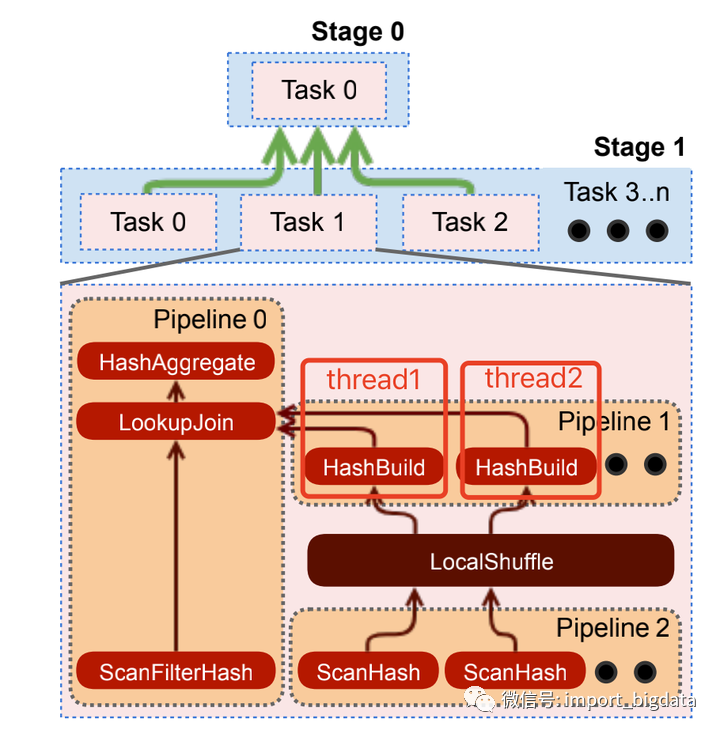 Stage 0
Task 0
Stage 1
Task 0
Task 1
Task 2
Task 3..n
Pipeline 0
HashAggregate
LookupJoin
ScanFilterHash
thread1
thread2
Pipeline 1
HashBuild
HashBuild
LocalShuffle
Pipeline 2
ScanHash
ScanHash
微信号: import_bigdata